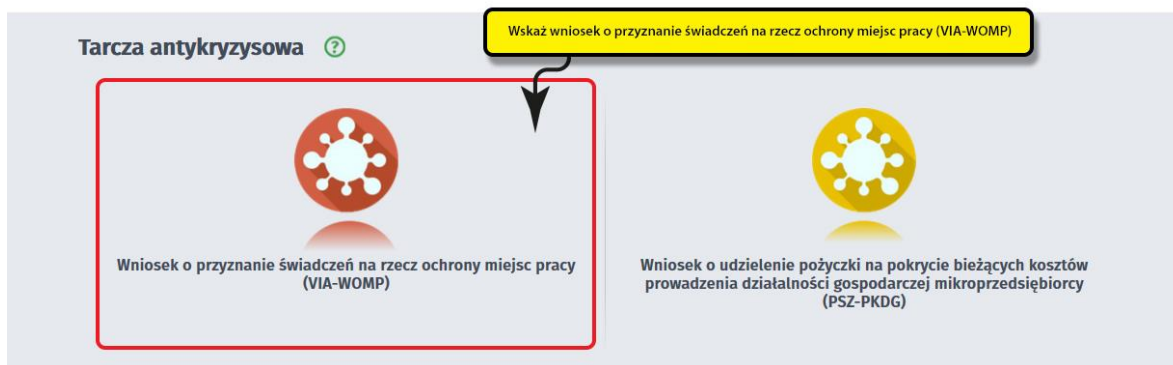 Wskaż wniosek o przyznanie świadczeń na rzecz ochrony miejsc pracy (VIA-WOMP)
Tarcza antykryzysowa ?
Wniosek o przyznanie świadczeń na rzecz ochrony miejsc pracy
(VIA-WOMP)
Wniosek o udzielenie pożyczki na pokrycie bieżących kosztów
prowadzenia działalności gospodarczej mikroprzedsiębiorcy
(PSZ-PKDG)